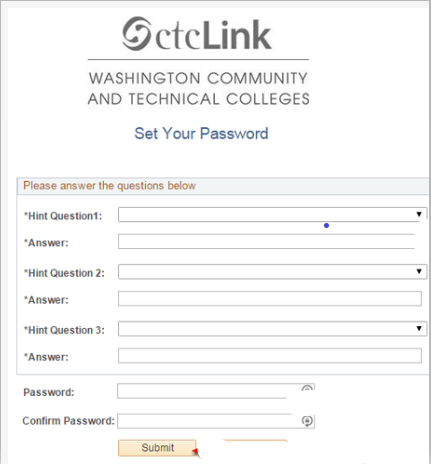 ctcLink
WASHINGTON COMMUNITY
AND TECHNICAL COLLEGES
Set Your Password
Please answer the questions below
*Hint Question1:
*Answer:
*Hint Question 2:
*Answer:
*Hint Question 3:
*Answer:
Password:
Confirm Password:
Submit